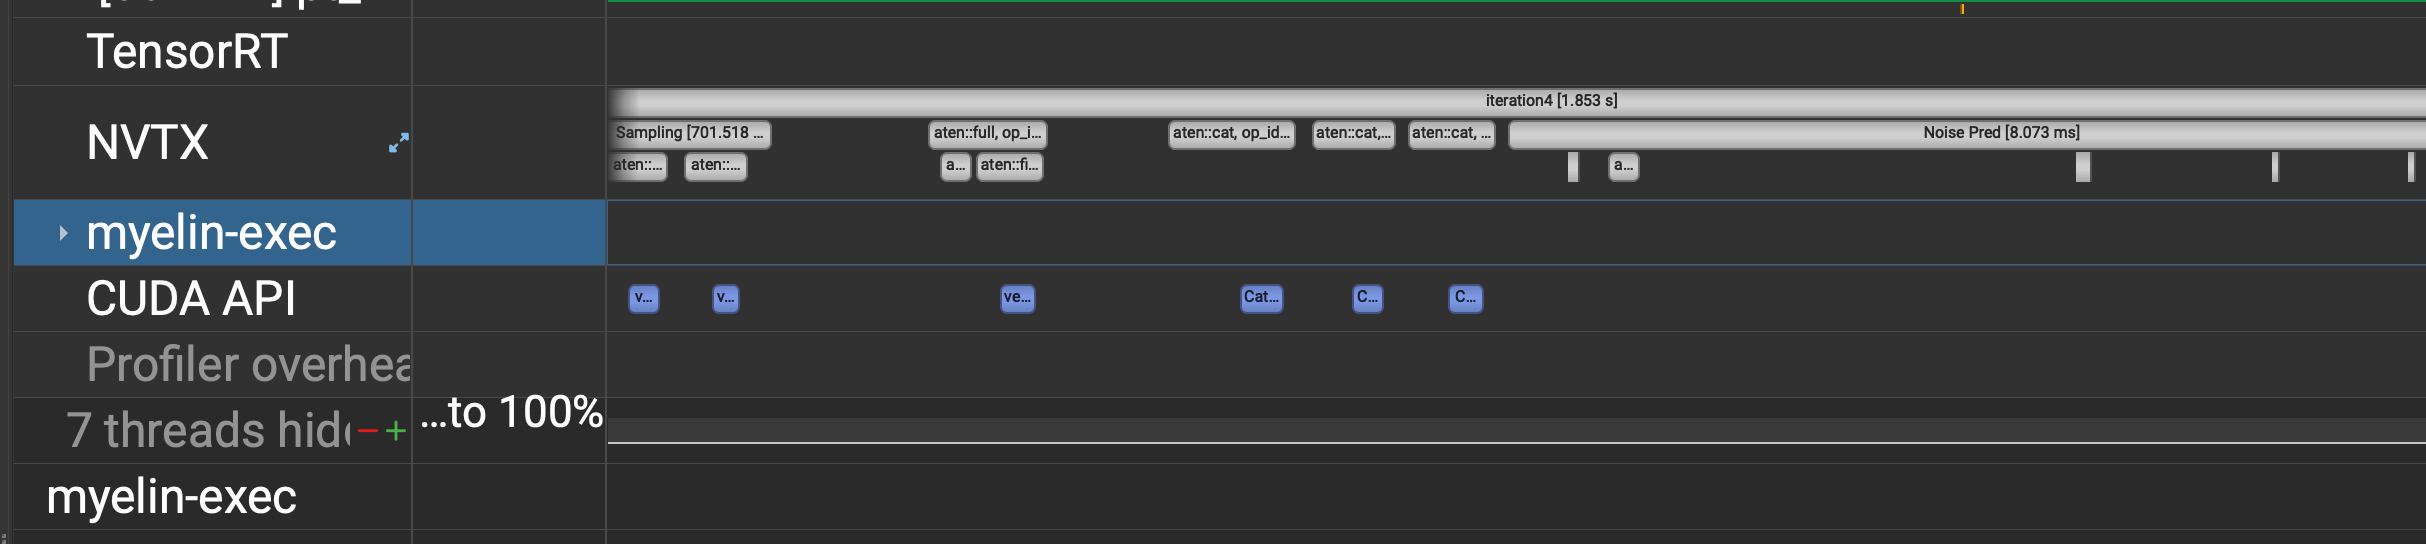 TensorRT
iteration4 [1.853 s]
NVTX
Sampling [701.518 ...
aten::full, op_i...
aten::cat, op_id...
aten::cat,...
aten::cat, ...
Noise Pred [8.073 ms]
aten::...
aten::...
a...
aten::fi...
a...
myelin-exec
CUDA API
v...
v...
ve...
Cat...
C...
C...
Profiler overhea
...to 100%
7 threads hid
myelin-exec